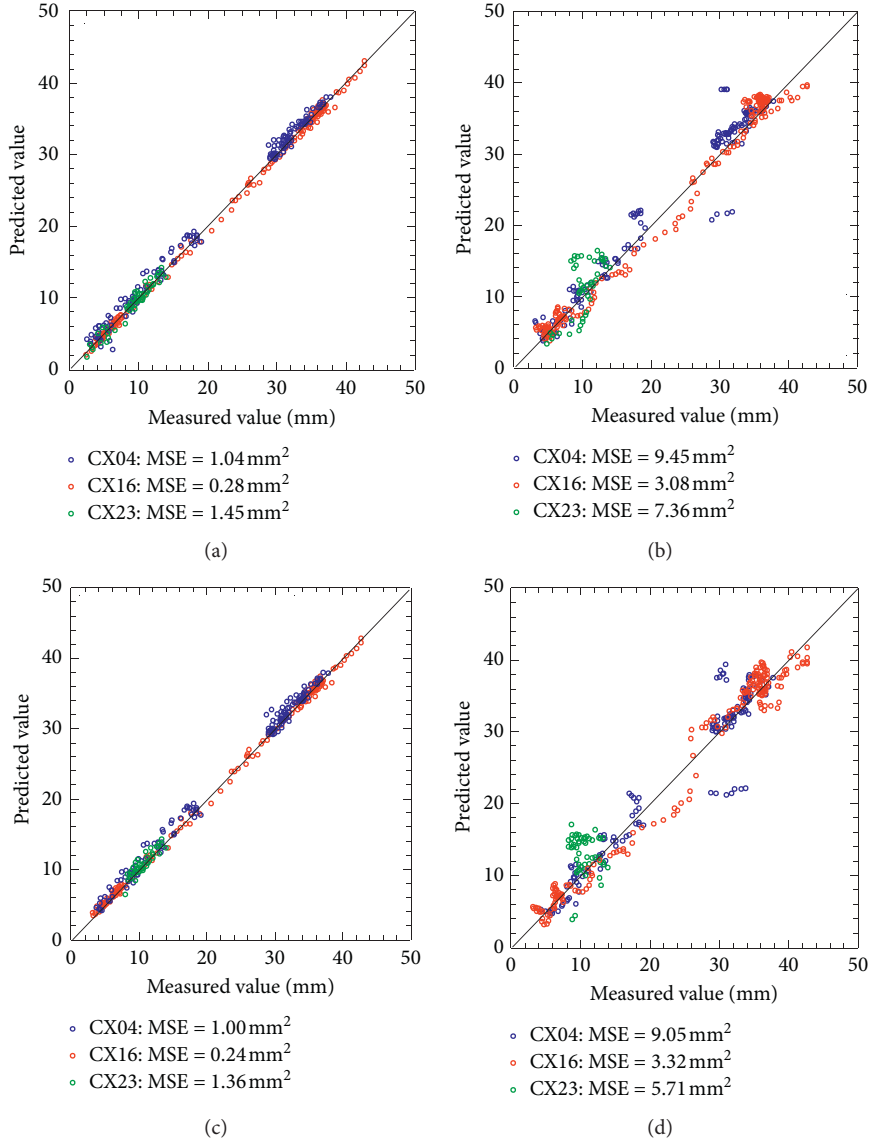 50
50
40
40
30
30
Predicted value
Predicted value
20
20
10
10
0
0
0 10 20 30 40 50
0 10 20 30 40 50
Measured value (mm)
Measured value (mm)
CX04: MSE = 1.04 mm²
CX16: MSE = 0.28 mm²
CX23: MSE = 1.45 mm²
CX04: MSE = 9.45 mm²
CX16: MSE = 3.08 mm²
CX23: MSE = 7.36 mm²
(a)
(b)
50
50
40
40
30
30
Predicted value
Predicted value
20
20
10
10
0
0
0 10 20 30 40 50
0 10 20 30 40 50
Measured value (mm)
Measured value (mm)
CX04: MSE = 1.00 mm²
CX16: MSE = 0.24 mm²
CX23: MSE = 1.36 mm²
CX04: MSE = 9.05 mm²
CX16: MSE = 3.32 mm²
CX23: MSE = 5.71 mm²
(c)
(d)